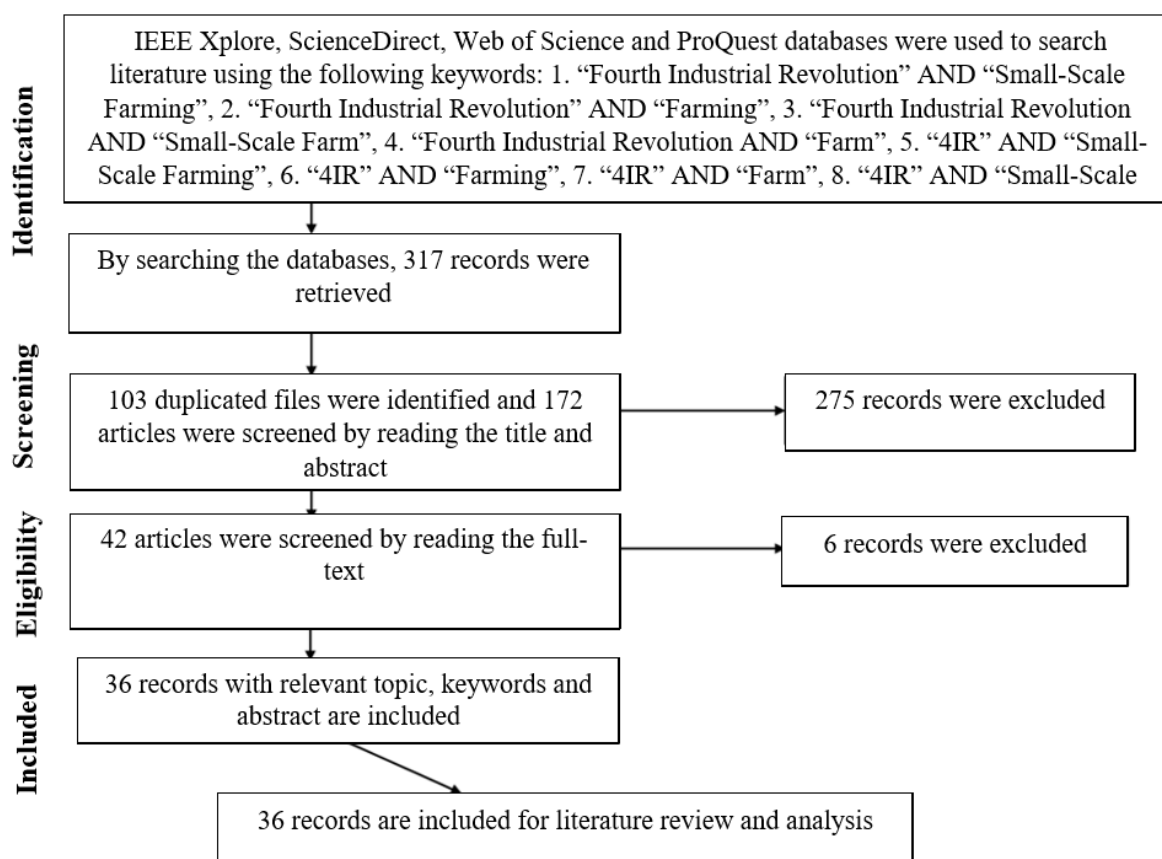 IEEE Xplore, ScienceDirect, Web of Science and ProQuest databases were used to search
literature using the following keywords: 1. “Fourth Industrial Revolution” AND “Small-Scale
Farming”, 2. “Fourth Industrial Revolution” AND “Farming”, 3. “Fourth Industrial Revolution
AND “Small-Scale Farm”, 4. “Fourth Industrial Revolution AND “Farm”, 5. “4IR” AND “Small-
Scale Farming”, 6. “4IR” AND “Farming”, 7. “4IR” AND “Farm”, 8. “4IR” AND “Small-Scale
Identification
By searching the databases, 317 records were
retrieved
Screening
103 duplicated files were identified and 172
articles were screened by reading the title and
abstract
275 records were excluded
Eligibility
42 articles were screened by reading the full-
text
6 records were excluded
Included
36 records with relevant topic, keywords and
abstract are included
36 records are included for literature review and analysis